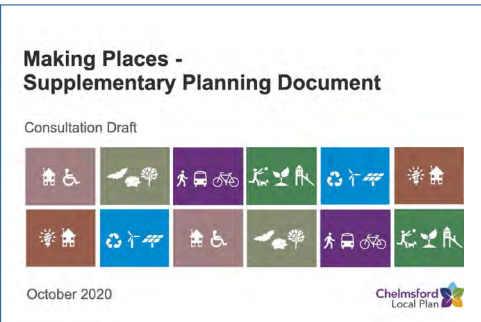 Making Places -
Supplementary Planning Document
Consultation Draft
October 2020
Chelmsford
Local Plan